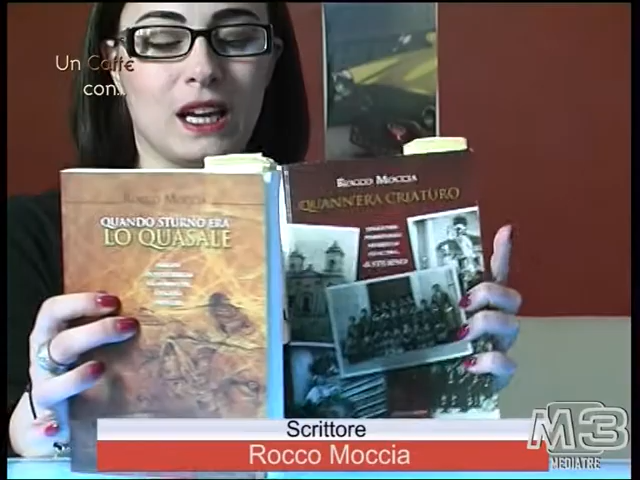 Un Caffè
con...
Rocco Moccia
QUANDO STURNO ERA
LO QUASALE
Rocco Moccia
QUANN'ERA CRIATURO
A STURNO
Scrittore
Rocco Moccia
M3
MEDIATRE